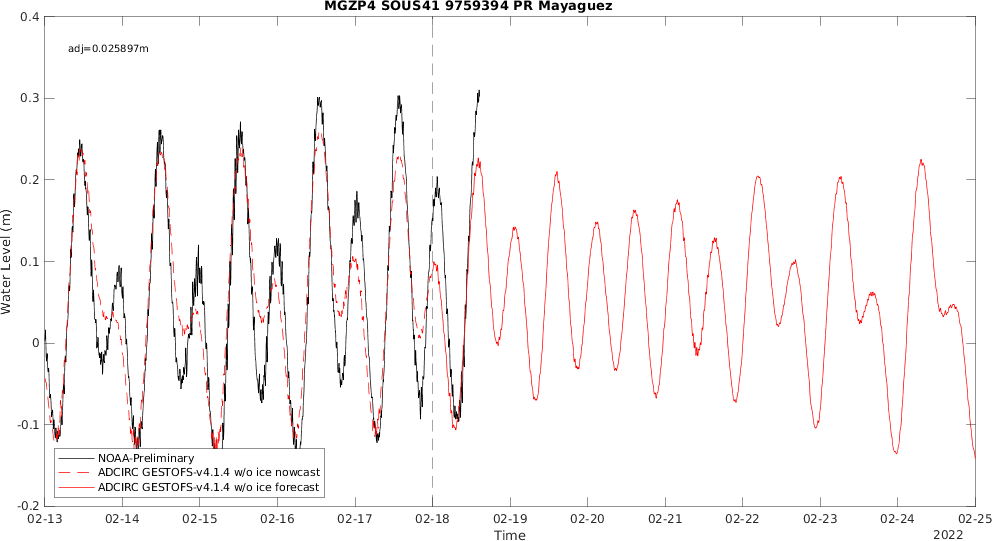 MGZP4 SOUS41 9759394 PR Mayaguez
adj=0.025897m
Water Level (m)
0.4
0.3
0.2
0.1
0
-0.1
-0.2
NOAA-Preliminary
ADCIRC GESTOFS-v4.1.4 w/o ice nowcast
ADCIRC GESTOFS-v4.1.4 w/o ice forecast
02-13 02-14 02-15 02-16 02-17 02-18 02-19 02-20 02-21 02-22 02-23 02-24 02-25
Time
2022